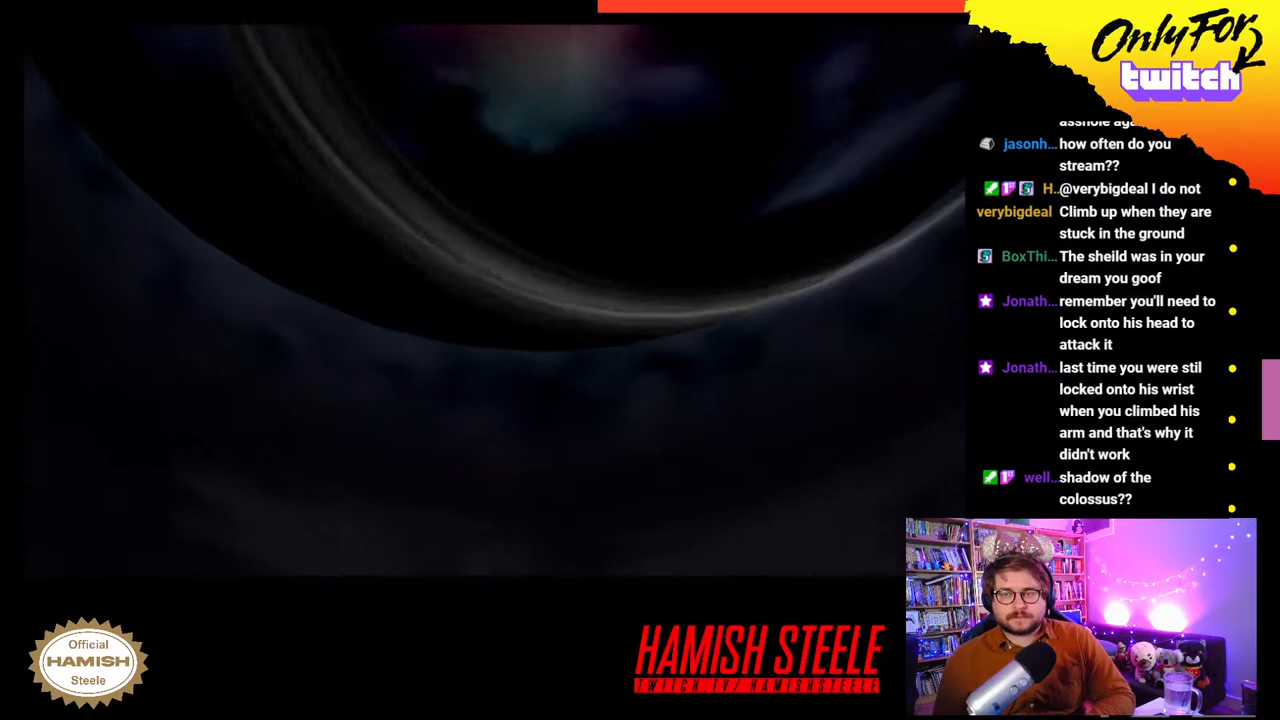 OnlyFor
twitch
asshole aga
jasonh... how often do you
stream??
H.. @verybigdeal I do not
verybigdeal Climb up when they are
stuck in the ground
BoxThi... The sheild was in your
dream you goof
Jonath... remember you'll need to
lock onto his head to
attack it
Jonath... last time you were stil
locked onto his wrist
when you climbed his
arm and that's why it
didn't work
well... shadow of the
colossus??
Official
HAMISH
Steele
HAMISH STEELE
TWITCH.TV/HAMISHSTEELE